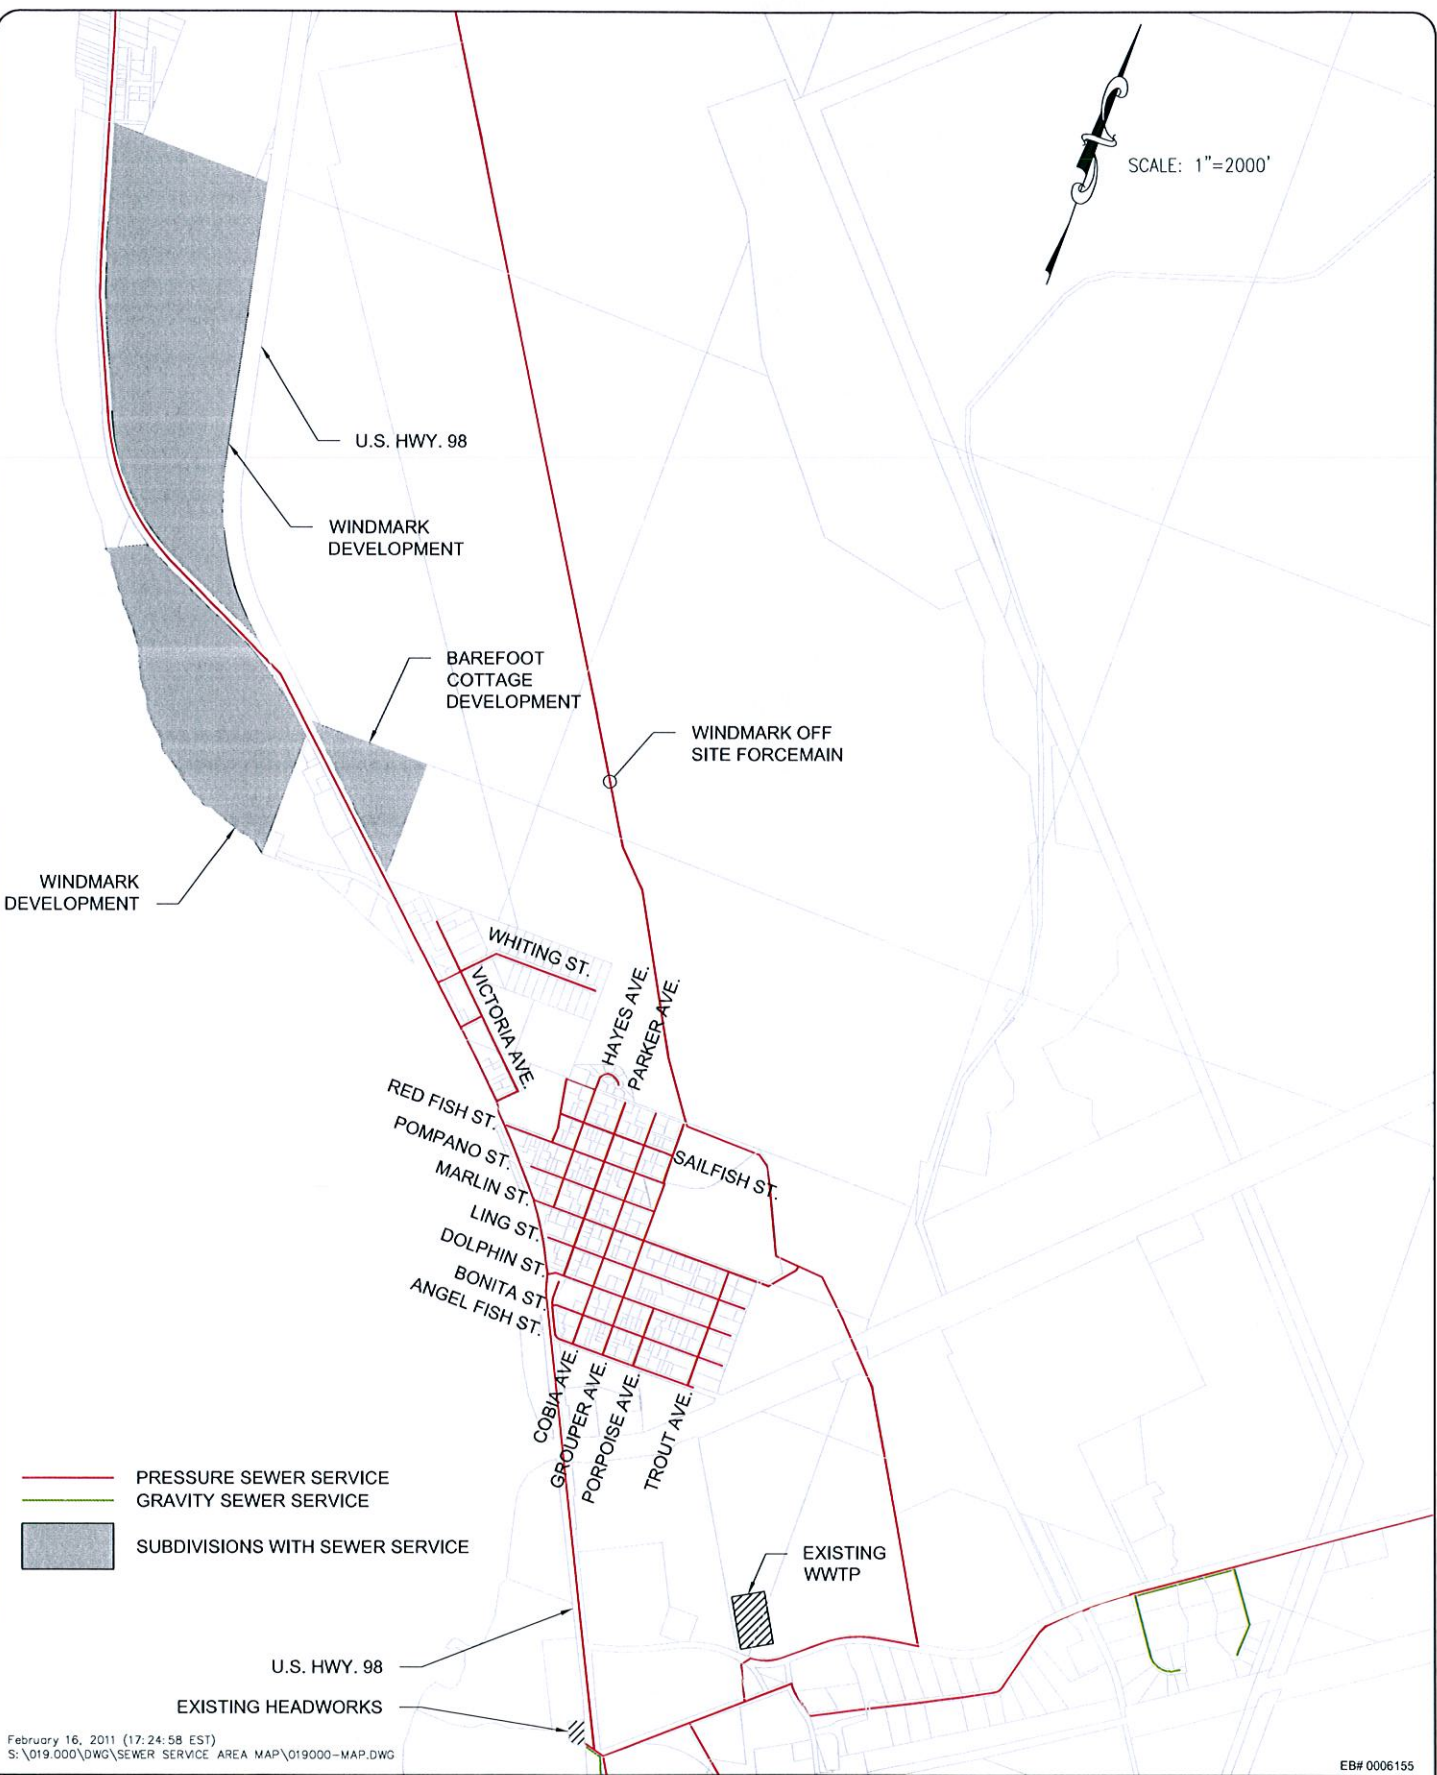 SCALE: 1"=2000'
U.S. HWY. 98
WINDMARK
DEVELOPMENT
BAREFOOT
COTTAGE
DEVELOPMENT
WINDMARK OFF
SITE FORCEMAIN
WINDMARK
DEVELOPMENT
WHITING ST.
VICTORIA AVE.
HAYES AVE.
PARKER AVE.
RED FISH ST.
POMPANO ST.
MARLIN ST.
LING ST.
DOLPHIN ST.
BONITA ST.
ANGEL FISH ST.
SAILFISH ST.
COBIA AVE.
GROUPER AVE.
PORPOISE AVE.
TROUT AVE.
PRESSURE SEWER SERVICE
GRAVITY SEWER SERVICE
SUBDIVISIONS WITH SEWER SERVICE
EXISTING
WWTP
U.S. HWY. 98
EXISTING HEADWORKS
February 16, 2011 (17:24:58 EST)
S:\019.000\DWG\SEWER SERVICE AREA MAP\019000-MAP.DWG
EB# 0006155